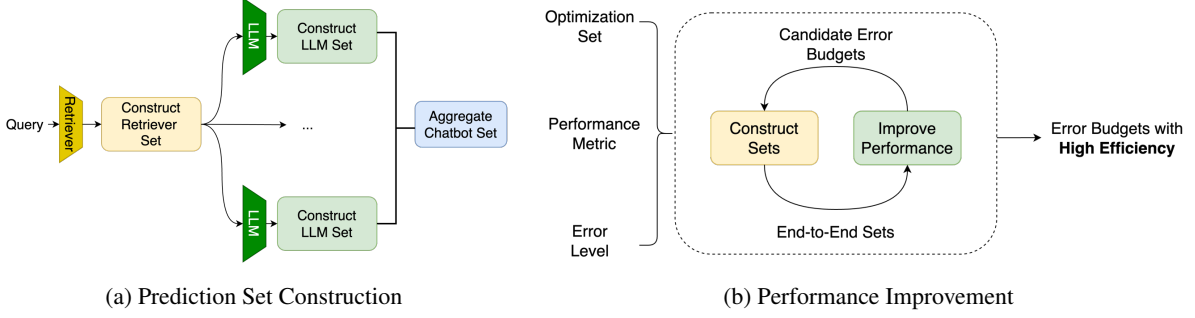 Query
Retriever
Construct
Retriever
Set
LLM
Construct
LLM Set
...
LLM
Construct
LLM Set
Aggregate
Chatbot Set
(a) Prediction Set Construction
Optimization
Set
Performance
Metric
Error
Level
Candidate Error
Budgets
Construct
Sets
Improve
Performance
End-to-End Sets
Error Budgets with
High Efficiency
(b) Performance Improvement